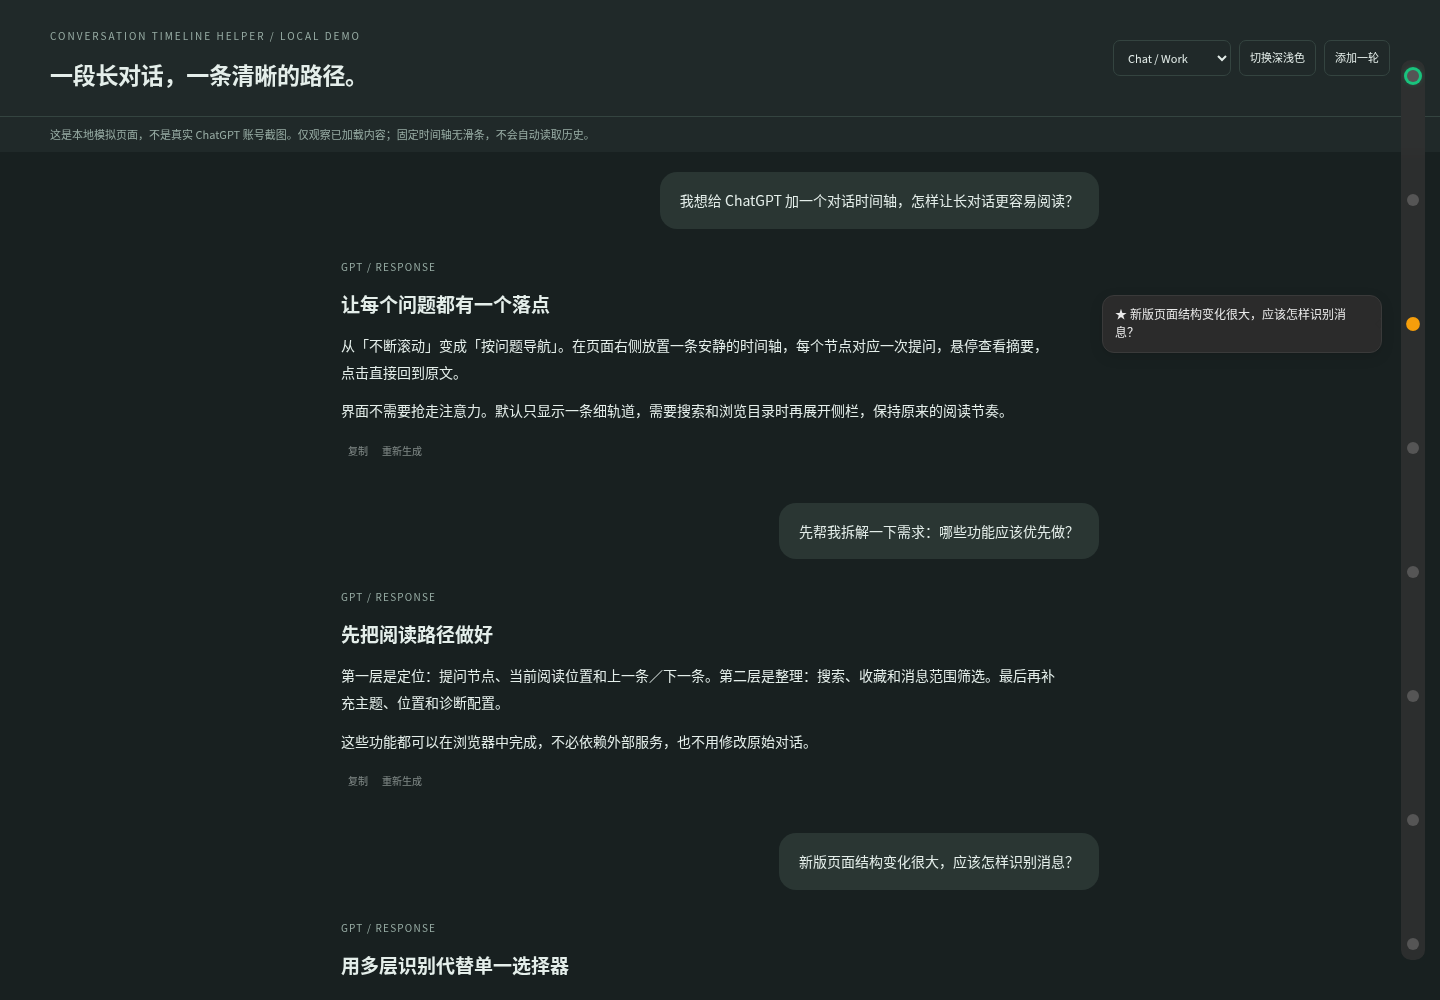 CONVERSATION TIMELINE HELPER / LOCAL DEMO
一段长对话，一条清晰的路径。
Chat / Work
切换深浅色
添加一轮
这是本地模拟页面，不是真实 ChatGPT 账号截图。仅观察已加载内容；固定时间轴无滑条，不会自动读取历史。
我想给 ChatGPT 加一个对话时间轴，怎样让长对话更容易阅读？
GPT / RESPONSE
让每个问题都有一个落点
从「不断滚动」变成「按问题导航」。在页面右侧放置一条安静的时间轴，每个节点对应一次提问，悬停查看摘要，
点击直接回到原文。
界面不需要抢走注意力。默认只显示一条细轨道，需要搜索和浏览目录时再展开侧栏，保持原来的阅读节奏。
复制 重新生成
★ 新版页面结构变化很大，应该怎样识别消
息？
先帮我拆解一下需求：哪些功能应该优先做？
GPT / RESPONSE
先把阅读路径做好
第一层是定位：提问节点、当前阅读位置和上一条／下一条。第二层是整理：搜索、收藏和消息范围筛选。最后再补
充主题、位置和诊断配置。
这些功能都可以在浏览器中完成，不必依赖外部服务，也不用修改原始对话。
复制 重新生成
新版页面结构变化很大，应该怎样识别消息？
GPT / RESPONSE
用多层识别代替单一选择器